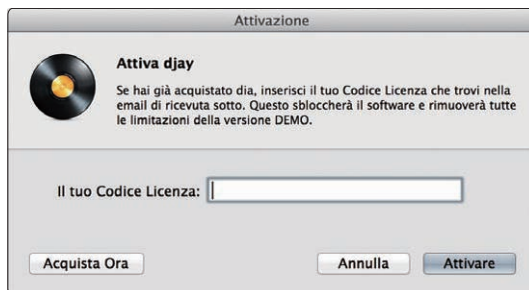 Attivazione
Attiva djay
Se hai già acquistato dia, inserisci il tuo Codice Licenza che trovi nella
email di ricevuta sotto. Questo sbloccherà il software e rimuoverà tutte
le limitazioni della versione DEMO.
Il tuo Codice Licenza:
Acquista Ora
Annulla
Attivare